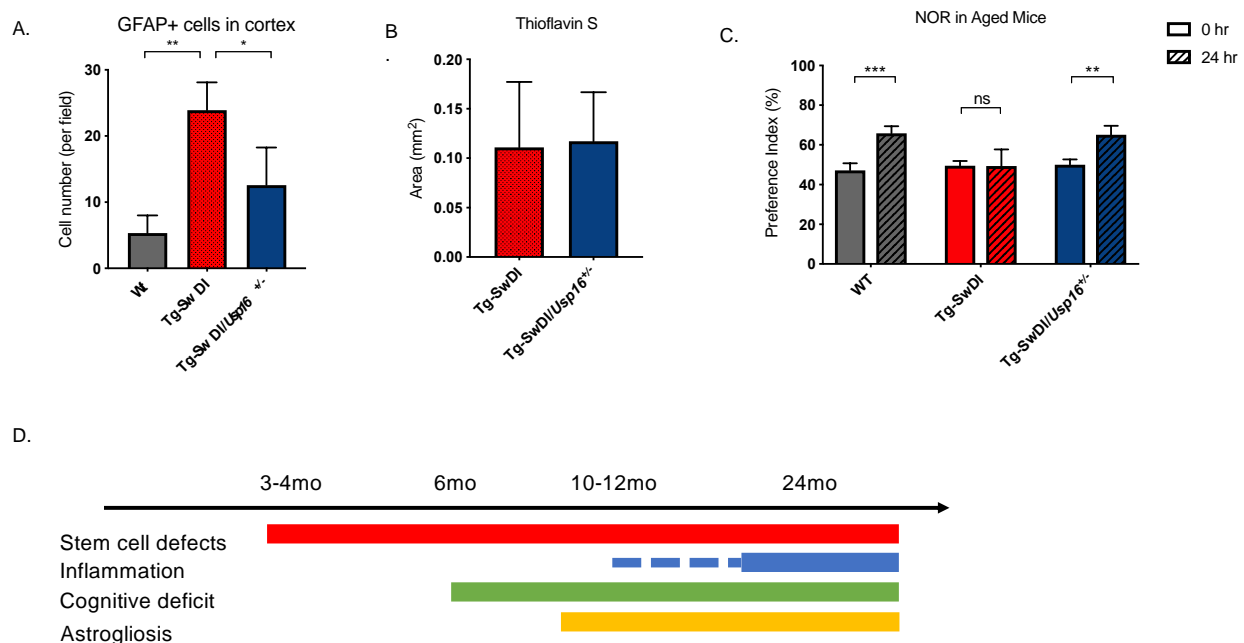 A.
GFAP+ cells in cortex
**
*
30
20
10
0
Cell number (per field)
Wt
Tg-Sw DI
Tg-Sw DI/Usp16 +/-
B
.
Thioflavin S
0.20
0.15
0.10
0.05
0.00
Area (mm2)
Tg-SwDI
Tg-SwDI/Usp16+/-
C.
NOR in Aged Mice
0 hr
24 hr
***
ns
**
100
80
60
40
20
0
Preference Index (%)
WT
Tg-SwDI
Tg-SwDI/Usp16+/-
D.
3-4mo 6mo 10-12mo 24mo
Stem cell defects
Inflammation
Cognitive deficit
Astrogliosis